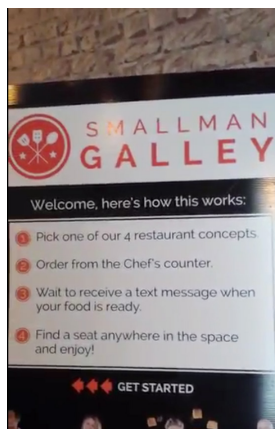 SMALLMAN
GALLEY
Welcome, here's how this works:
1 Pick one of our 4 restaurant concepts.
2 Order from the Chef's counter.
3 Wait to receive a text message when
your food is ready.
4 Find a seat anywhere in the space
and enjoy!
GET STARTED